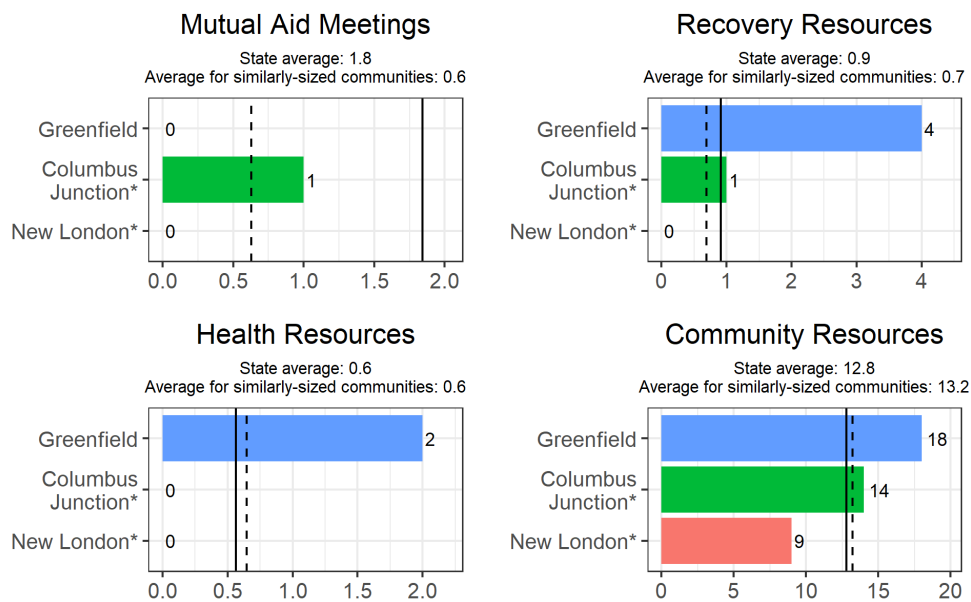 Mutual Aid Meetings
State average: 1.8
Average for similarly-sized communities: 0.6
Greenfield
0
Columbus
Junction*
1
New London*
0
0.0 0.5 1.0 1.5 2.0
Recovery Resources
State average: 0.9
Average for similarly-sized communities: 0.7
Greenfield
4
Columbus
Junction*
1
New London*
0
0 1 2 3 4
Health Resources
State average: 0.6
Average for similarly-sized communities: 0.6
Greenfield
2
Columbus
Junction*
0
New London*
0
0.0 0.5 1.0 1.5 2.0
Community Resources
State average: 12.8
Average for similarly-sized communities: 13.2
Greenfield
18
Columbus
Junction*
14
New London*
9
0 5 10 15 20